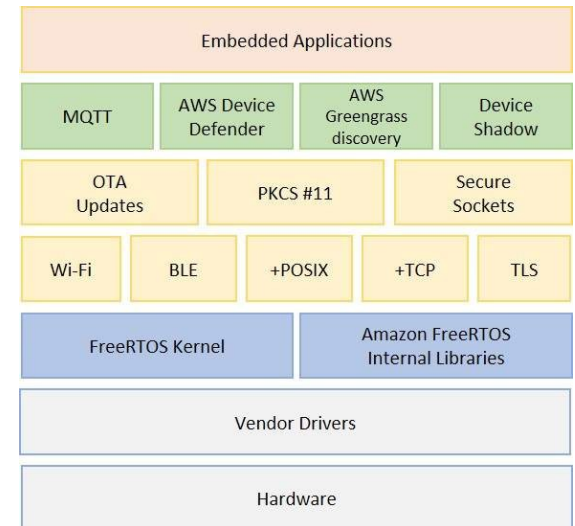 Embedded Applications
MQTT
AWS Device
Defender
AWS
Greengrass
discovery
Device
Shadow
OTA
Updates
PKCS #11
Secure
Sockets
Wi-Fi
BLE
+POSIX
+TCP
TLS
FreeRTOS Kernel
Amazon FreeRTOS
Internal Libraries
Vendor Drivers
Hardware